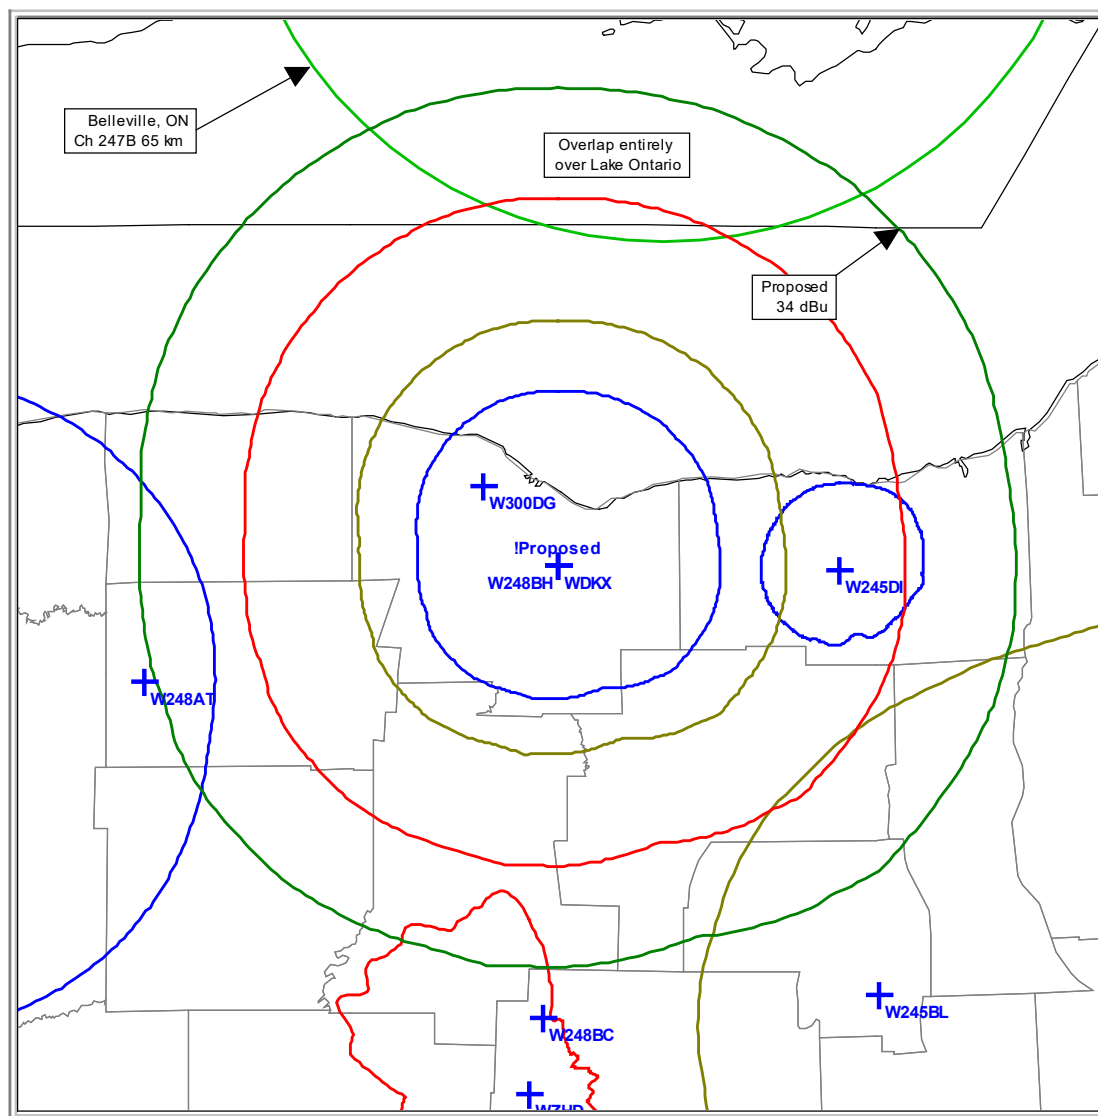 Belleville, ON
Ch 247B 65 km
Overlap entirely
over Lake Ontario
Proposed
34 dBu
W300DG
!Proposed
W248BH WDKX
W245DI
W248AT
W245BL
W248BC